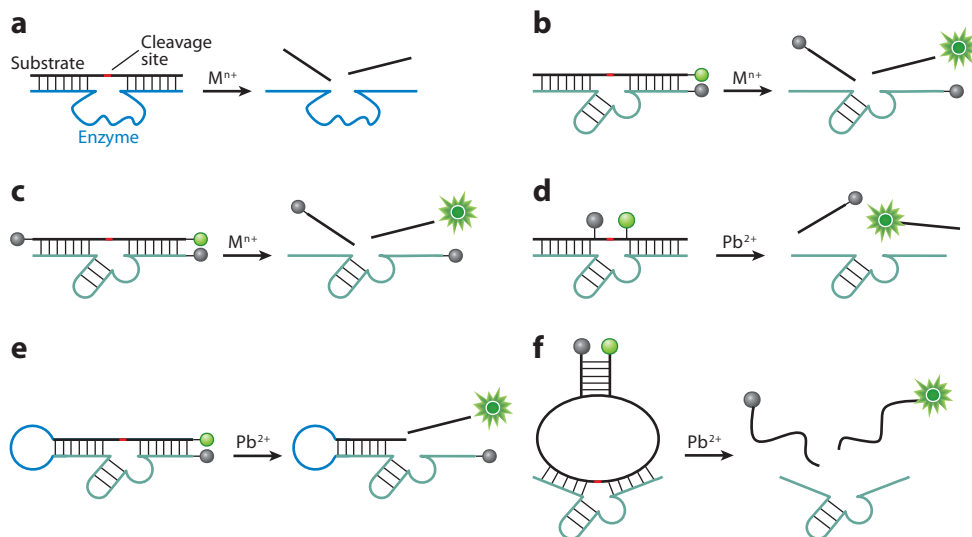 a
Substrate
Cleavage
site
Mⁿ⁺
Enzyme
b
Mⁿ⁺
c
Mⁿ⁺
d
Pb²⁺
e
Pb²⁺
f
Pb²⁺